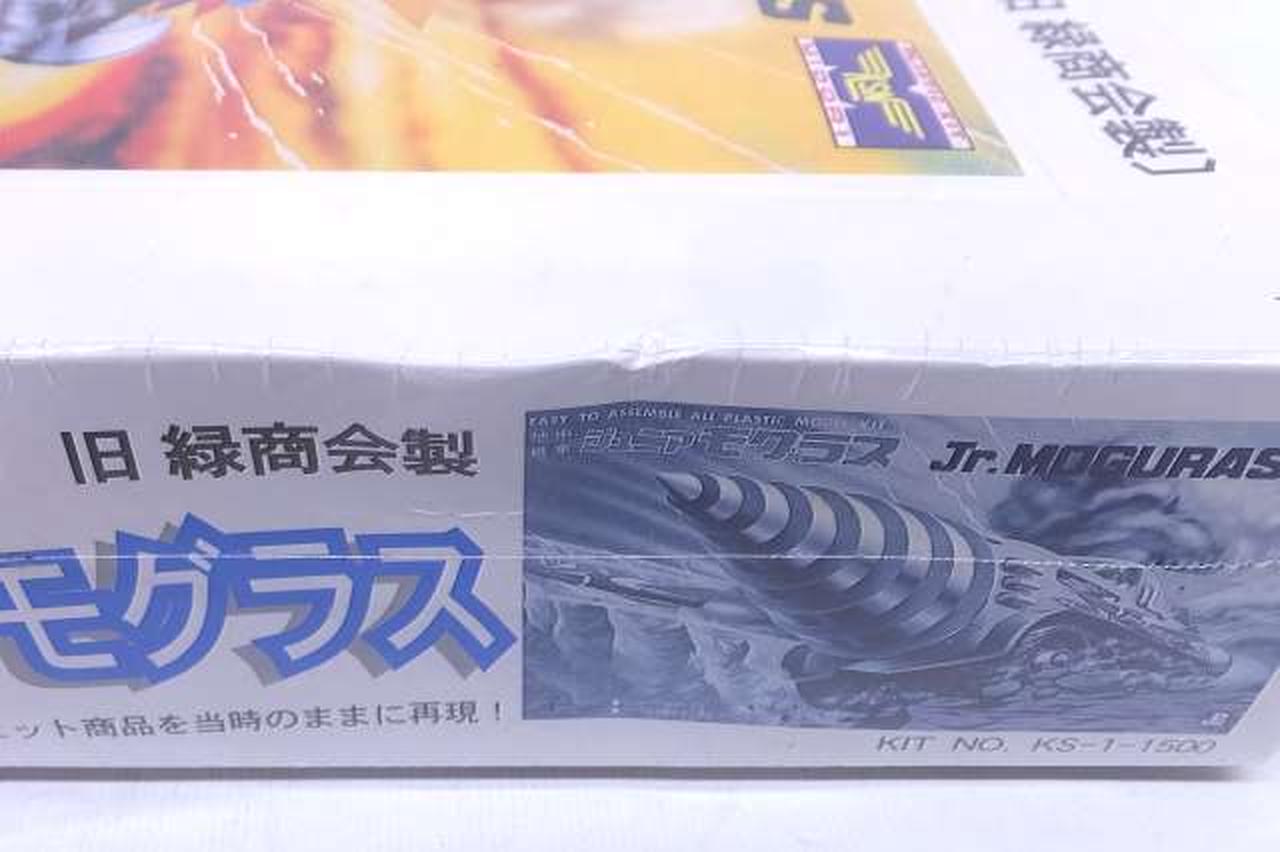 S
旧 緑商会製〕
MIDORI
旧 緑商会製
モグラス
ット商品を当時のままに再現！
EASY TO ASSEMBLE ALL PLASTIC MODEL KIT
ジュニアモグラス
Jr.MOGURAS
KIT NO. KS-1-1500